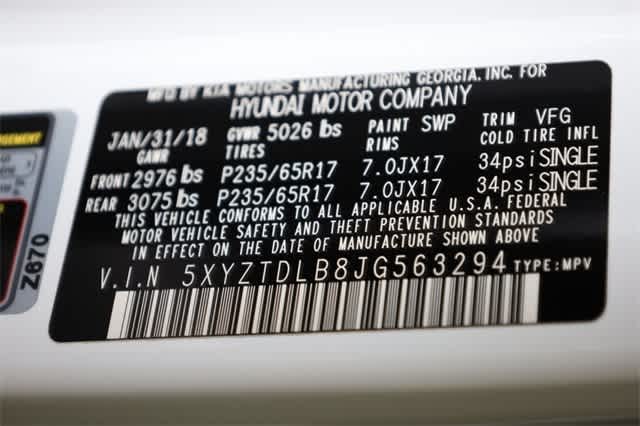 MFD BY KIA MOTORS MANUFACTURING GEORGIA, INC. FOR
HYUNDAI MOTOR COMPANY
JAN/31/18 GVWR 5026 lbs PAINT SWP TRIM VFG
GAWR TIRES RIMS COLD TIRE INFL
FRONT 2976 lbs P235/65R17 7.0JX17 34psi SINGLE
REAR 3075 lbs P235/65R17 7.0JX17 34psi SINGLE
THIS VEHICLE CONFORMS TO ALL APPLICABLE U.S.A. FEDERAL
MOTOR VEHICLE SAFETY AND THEFT PREVENTION STANDARDS
IN EFFECT ON THE DATE OF MANUFACTURE SHOWN ABOVE
V.I.N 5XYZTDLB8JG563294 TYPE:MPV
Z670